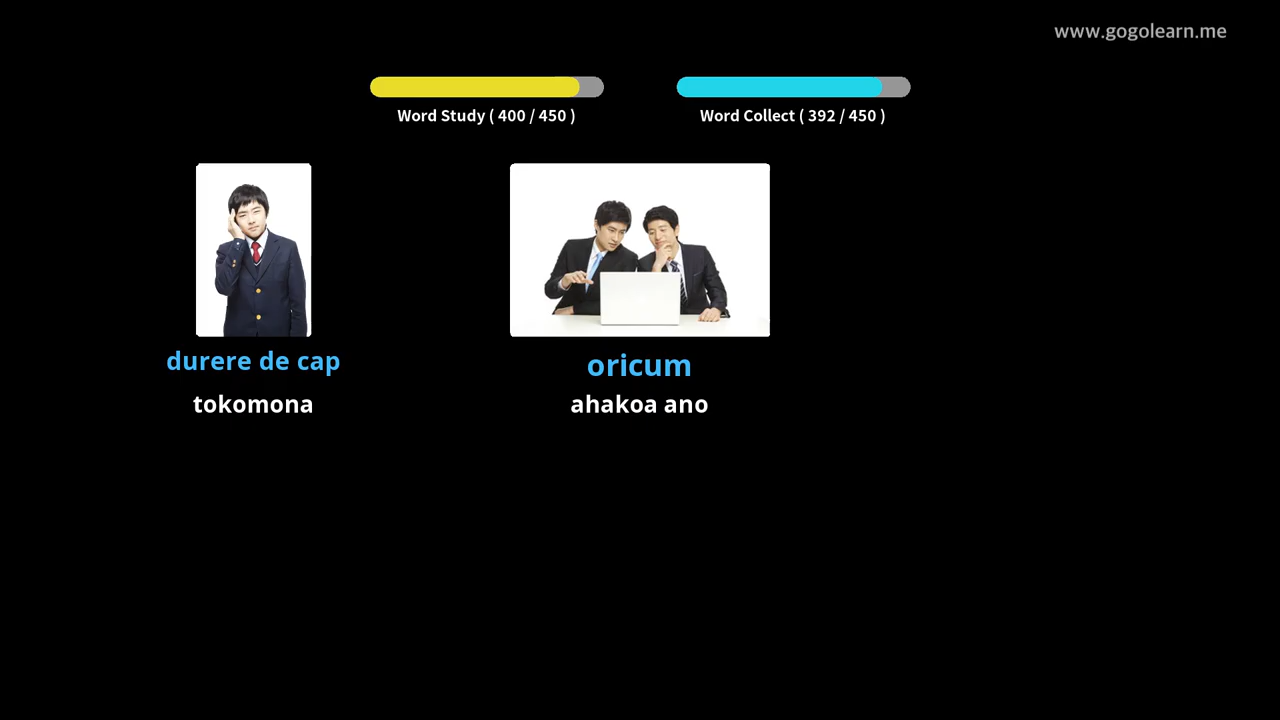 www.gogolearn.me
Word Study ( 400 / 450 )
Word Collect ( 392 / 450 )
durere de cap
tokomona
oricum
ahakoa ano